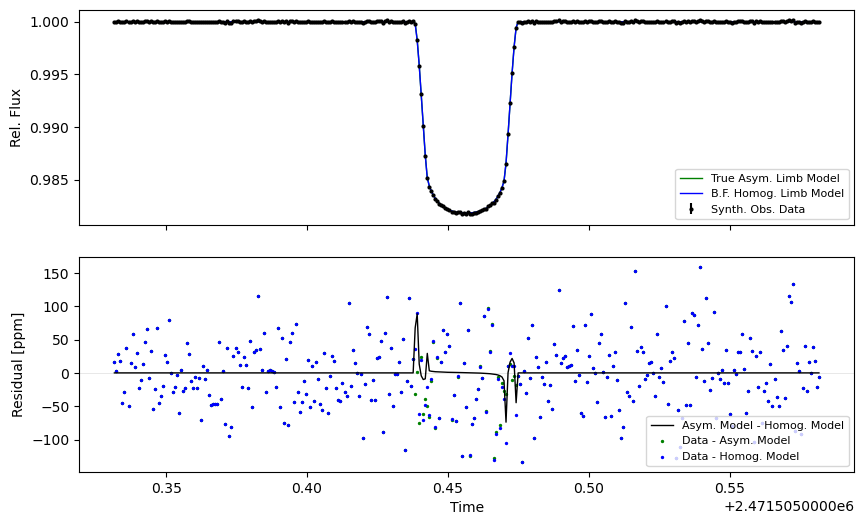 1.000
0.995
0.990
0.985
Rel. Flux
True Asym. Limb Model
B.F. Homog. Limb Model
Synth. Obs. Data
150
100
50
0
−50
−100
Residual [ppm]
Asym. Model - Homog. Model
Data - Asym. Model
Data - Homog. Model
0.35
0.40
0.45
0.50
0.55
Time
+2.4715050000e6